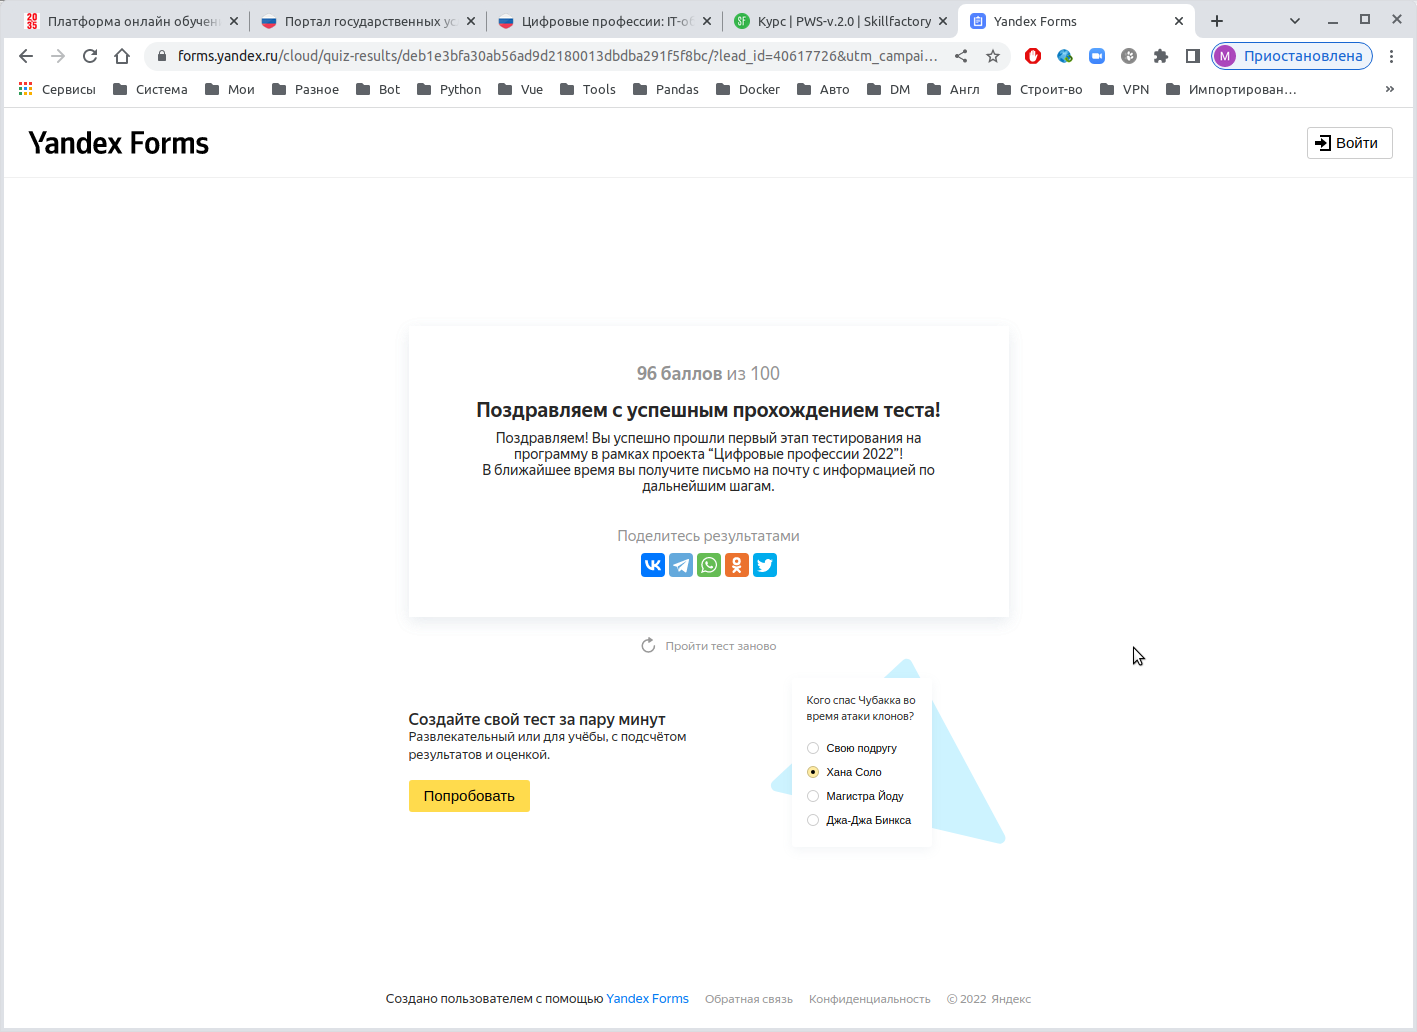 20 35 Платформа онлайн обучен
Портал государственных ус
Цифровые профессии: IT-об
SF Курс | PWS-v.2.0 | Skillfactory
Yandex Forms
forms.yandex.ru/cloud/quiz-results/deb1e3bfa30ab56ad9d2180013dbdba291f5f8bc/?lead_id=40617726&utm_campai...
M Приостановлена
Сервисы Система Мои Разное Bot Python Vue Tools Pandas Docker Авто DM Англ Строит-во VPN Импортирован... »
Yandex Forms
Войти
96 баллов из 100
Поздравляем с успешным прохождением теста!
Поздравляем! Вы успешно прошли первый этап тестирования на
программу в рамках проекта “Цифровые профессии 2022”!
В ближайшее время вы получите письмо на почту с информацией по
дальнейшим шагам.
Поделитесь результатами
Пройти тест заново
Создайте свой тест за пару минут
Развлекательный или для учёбы, с подсчётом
результатов и оценкой.
Попробовать
Кого спас Чубакка во
время атаки клонов?
Свою подругу
Хана Соло
Магистра Йоду
Джа-Джа Бинкса
Создано пользователем с помощью Yandex Forms Обратная связь Конфиденциальность © 2022 Яндекс